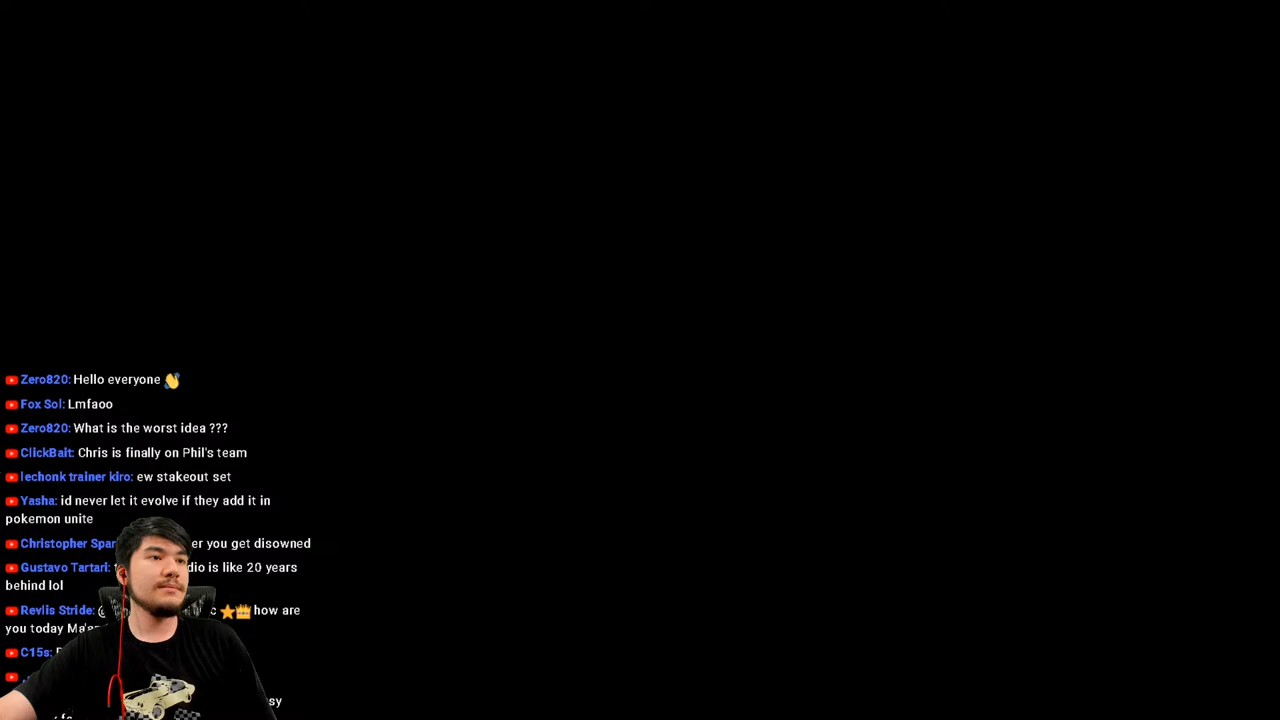 Zero820: Hello everyone
Fox Sol: Lmfaoo
Zero820: What is the worst idea ???
ClickBait: Chris is finally on Phil's team
lechonk trainer kiro: ew stakeout set
Yasha: id never let it evolve if they add it in
pokemon unite
Christopher Spar er you get disowned
Gustavo Tartari: dio is like 20 years
behind lol
Revlis Stride: @ c how are
you today Ma'a
C15s:
sy